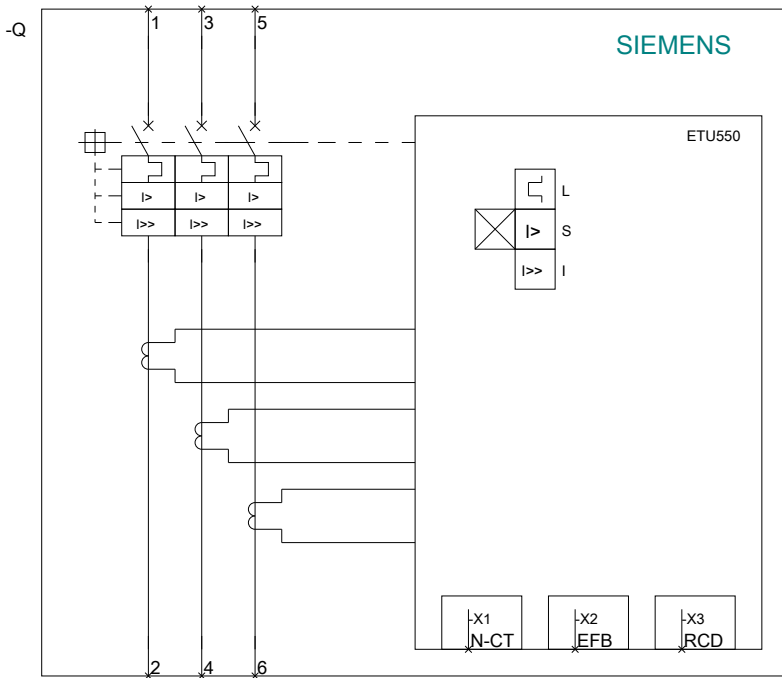 -Q
1 3 5
SIEMENS
ETU550
L
I> I> I> I> S
I>> I>> I>> I>> I
-X1 -X2 -X3
N-CT EFB RCD
2 4 6